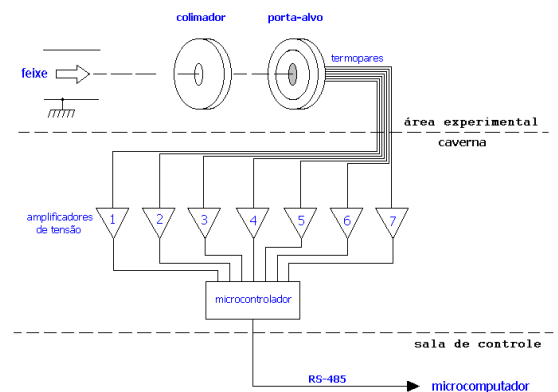 colimador
porta-alvo
termopares
feixe
área experimental
caverna
amplificadores
de tensão
1
2
3
4
5
6
7
microcontrolador
sala de controle
RS-485
microcomputador